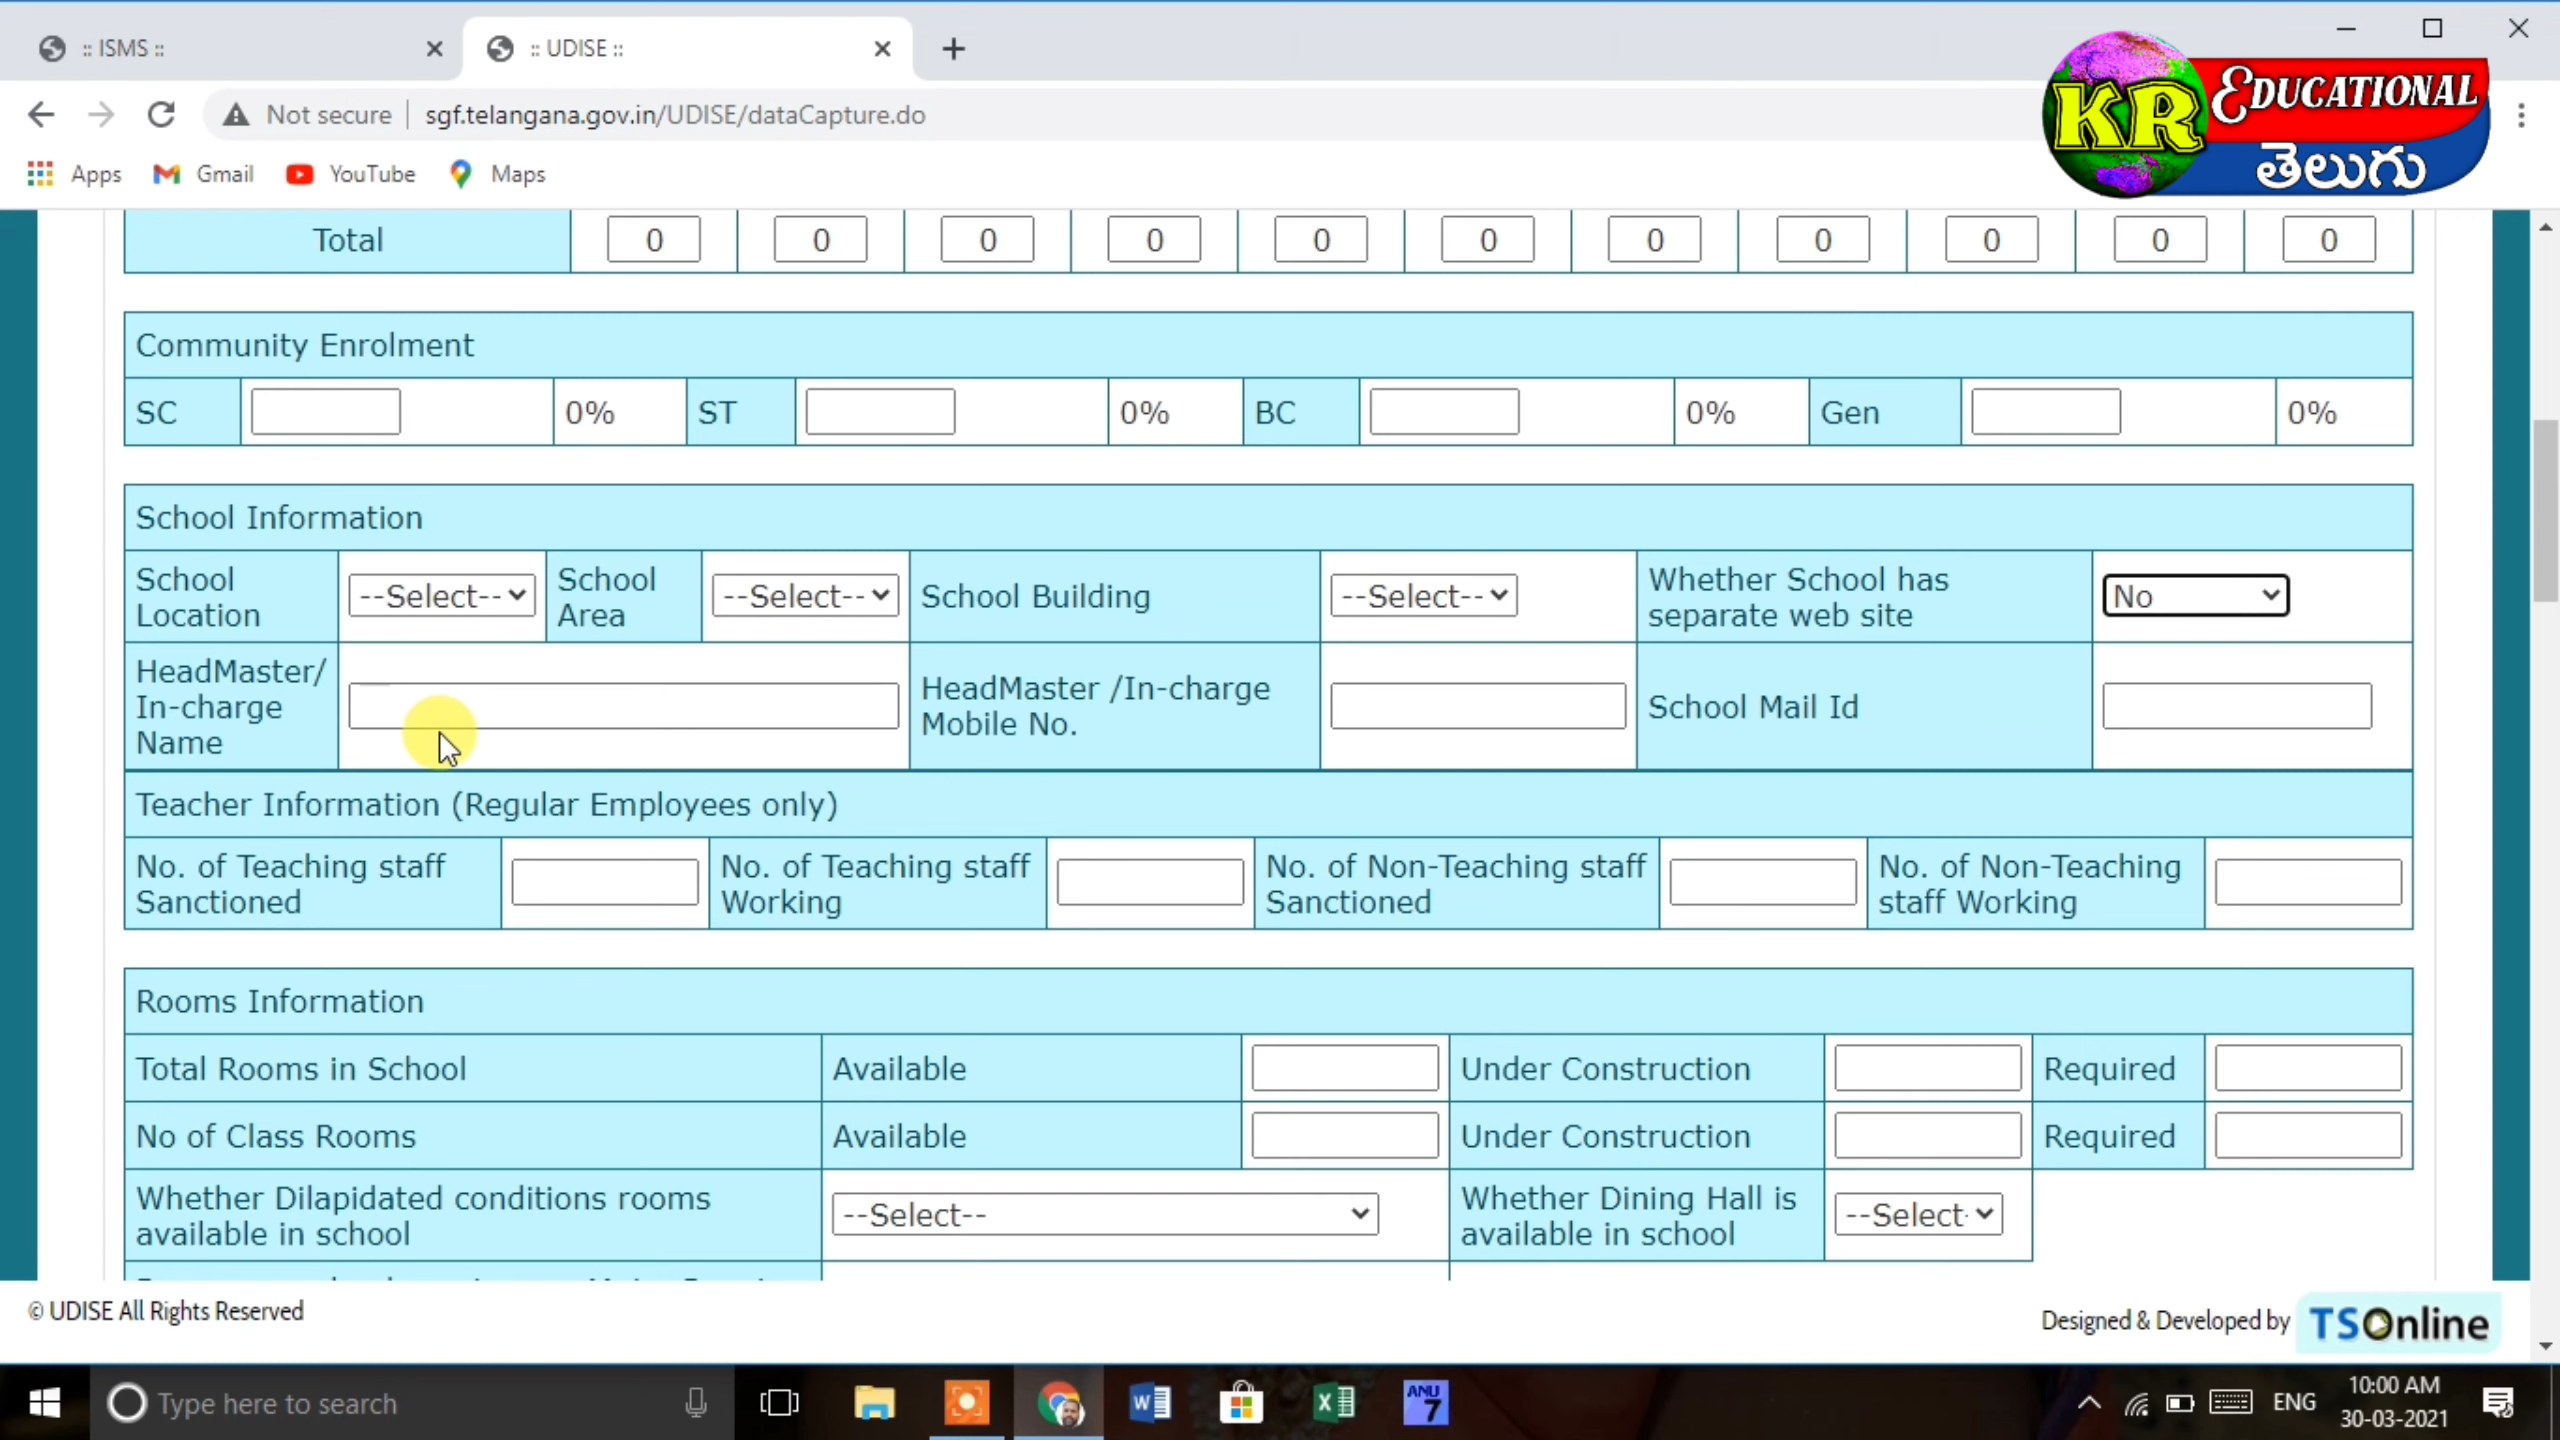 :: ISMS ::
:: UDISE ::
Not secure
sgf.telangana.gov.in/UDISE/dataCapture.do
KR EDUCATIONAL
తెలుగు
Apps Gmail YouTube Maps
Total 0 0 0 0 0 0 0 0 0 0 0
Community Enrolment
SC 0% ST 0% BC 0% Gen 0%
School Information
School Location --Select-- School Area --Select-- School Building --Select-- Whether School has separate web site No
HeadMaster/ In-charge Name HeadMaster /In-charge Mobile No. School Mail Id
Teacher Information (Regular Employees only)
No. of Teaching staff Sanctioned No. of Teaching staff Working No. of Non-Teaching staff Sanctioned No. of Non-Teaching staff Working
Rooms Information
Total Rooms in School Available Under Construction Required
No of Class Rooms Available Under Construction Required
Whether Dilapidated conditions rooms available in school --Select-- Whether Dining Hall is available in school --Select-
© UDISE All Rights Reserved
Designed & Developed by TSOnline
Type here to search
ANU 7
ENG
10:00 AM
30-03-2021